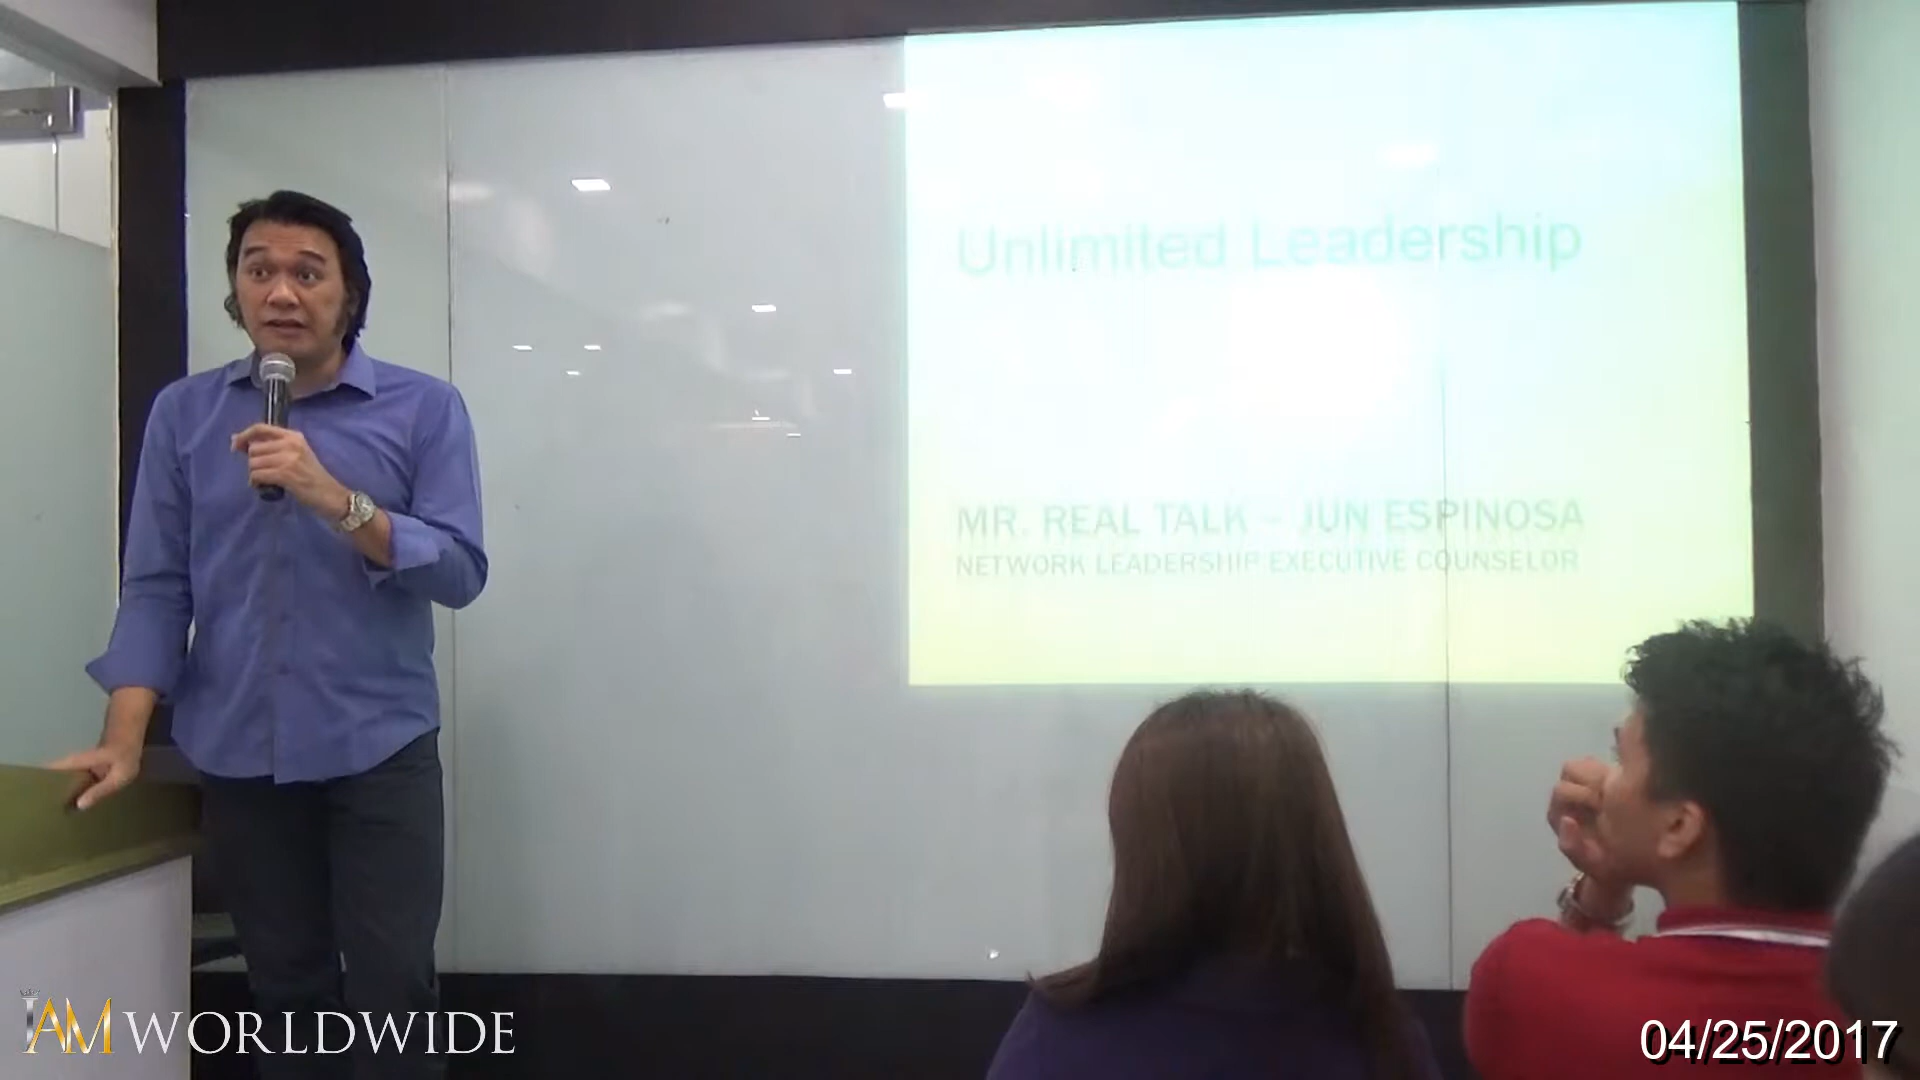 Unlimited Leadership
MR. REAL TALK – JUN ESPINOSA
NETWORK LEADERSHIP EXECUTIVE COUNSELOR
IAM WORLDWIDE
04/25/2017